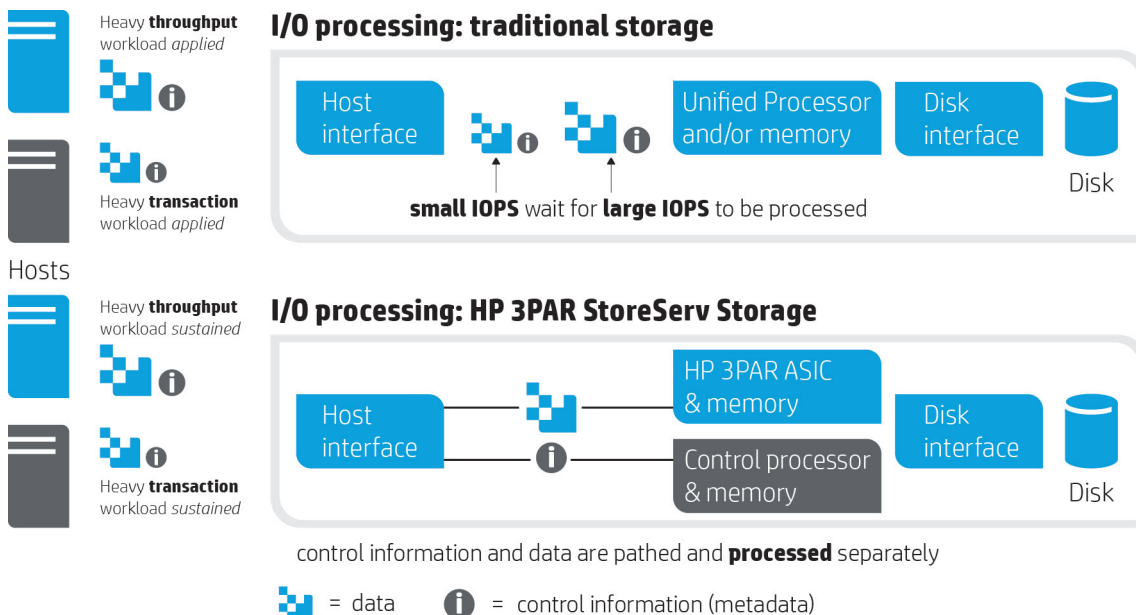 Heavy throughput
workload applied
I/O processing: traditional storage
Host
interface
Unified Processor
and/or memory
Disk
interface
Disk
small IOPS wait for large IOPS to be processed
Heavy transaction
workload applied
Hosts
Heavy throughput
workload sustained
I/O processing: HP 3PAR StoreServ Storage
Host
interface
HP 3PAR ASIC
& memory
Control processor
& memory
Disk
interface
Disk
Heavy transaction
workload sustained
control information and data are pathed and processed separately
= data
i = control information (metadata)